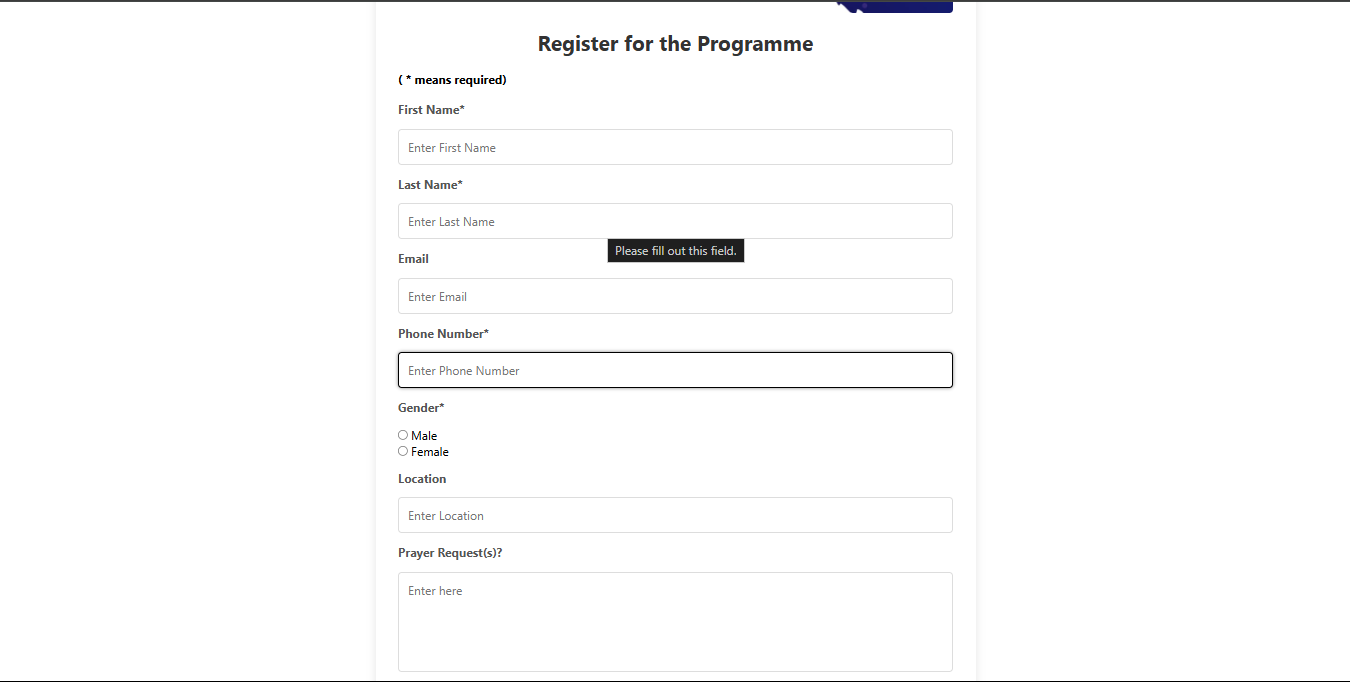 Register for the Programme
( * means required)
First Name*
Enter First Name
Last Name*
Enter Last Name
Please fill out this field.
Email
Enter Email
Phone Number*
Enter Phone Number
Gender*
Male
Female
Location
Enter Location
Prayer Request(s)?
Enter here